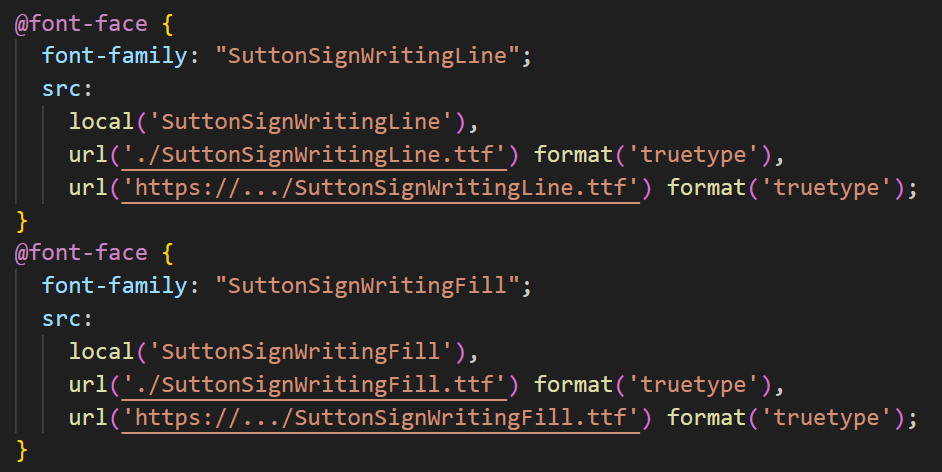 @font-face {
  font-family: "SuttonSignWritingLine";
  src:
    local('SuttonSignWritingLine'),
    url('./SuttonSignWritingLine.ttf') format('truetype'),
    url('https://.../SuttonSignWritingLine.ttf') format('truetype');
}
@font-face {
  font-family: "SuttonSignWritingFill";
  src:
    local('SuttonSignWritingFill'),
    url('./SuttonSignWritingFill.ttf') format('truetype'),
    url('https://.../SuttonSignWritingFill.ttf') format('truetype');
}